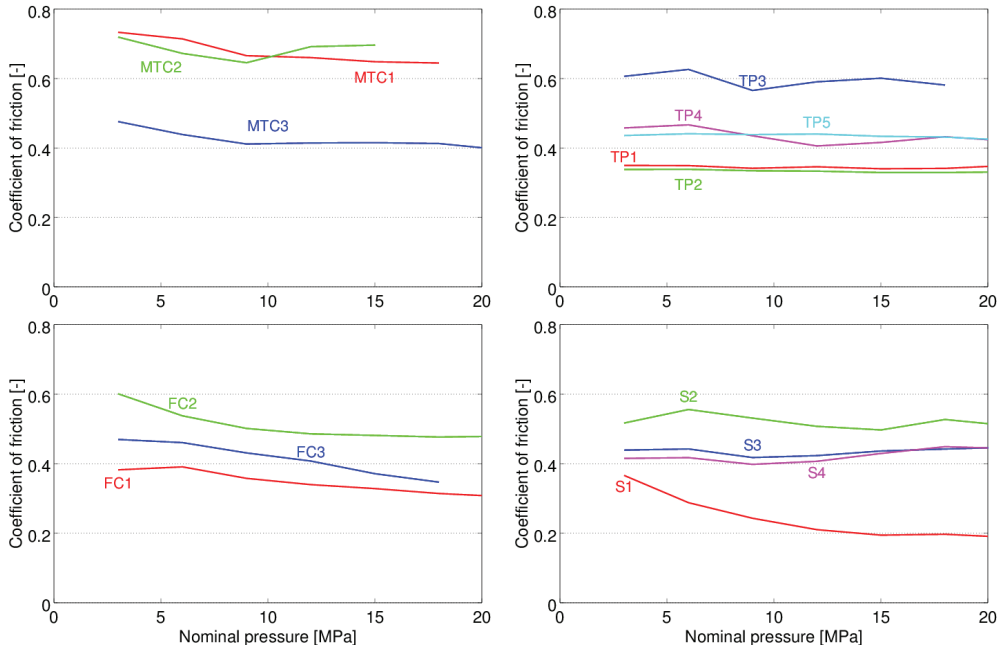 Coefficient of friction [-]
0.8
0.6
0.4
0.2
0
0
5
10
15
20
MTC2
MTC1
MTC3
Coefficient of friction [-]
0.8
0.6
0.4
0.2
0
0
5
10
15
20
TP3
TP4
TP5
TP1
TP2
Coefficient of friction [-]
0.8
0.6
0.4
0.2
0
0
5
10
15
20
FC2
FC3
FC1
Nominal pressure [MPa]
Coefficient of friction [-]
0.8
0.6
0.4
0.2
0
0
5
10
15
20
S2
S3
S4
S1
Nominal pressure [MPa]